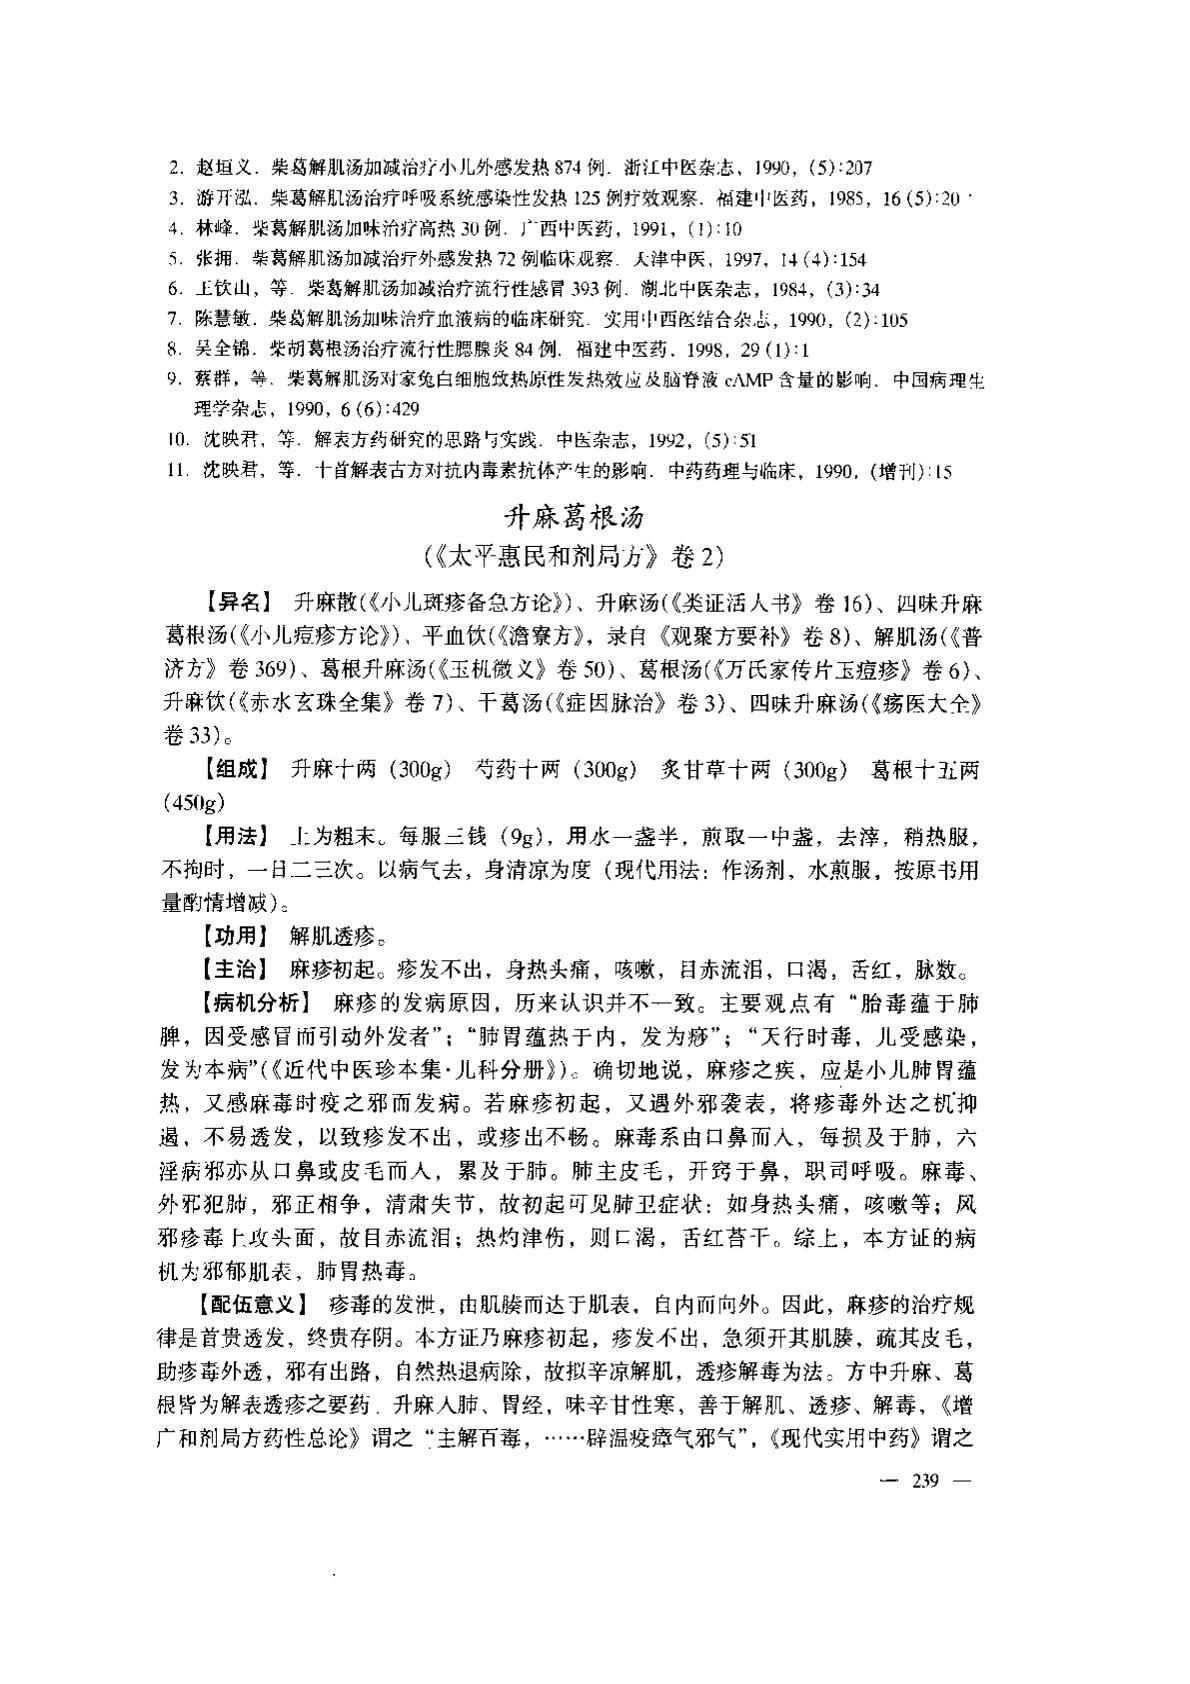 2. 赵垣义. 柴葛解肌汤加减治疗小儿外感发热 874 例. 浙江中医杂志, 1990, (5):207
3. 游开泓. 柴葛解肌汤治疗呼吸系统感染性发热 125 例疗效观察. 福建中医药, 1985, 16 (5):20
4. 林峰. 柴葛解肌汤加味治疗高热 30 例. 广西中医药, 1991, (1):10
5. 张拥. 柴葛解肌汤加减治疗外感发热 72 例临床观察. 天津中医, 1997, 14 (4):154
6. 王饮山, 等. 柴葛解肌汤加减治疗流行性感冒 393 例. 湖北中医杂志, 1984, (3):34
7. 陈慧敏. 柴葛解肌汤加味治疗血液病的临床研究. 实用中西医结合杂志, 1990, (2):105
8. 吴全锦. 柴胡葛根汤治疗流行性腮腺炎 84 例. 福建中医药, 1998, 29 (1):1
9. 蔡群, 等. 柴葛解肌汤对家兔白细胞致热原性发热效应及脑脊液 cAMP 含量的影响. 中国病理生
理学杂志, 1990, 6 (6):429
10. 沈映君, 等. 解表方药研究的思路与实践. 中医杂志, 1992, (5):51
11. 沈映君, 等. 十首解表古方对抗内毒素抗体产生的影响. 中药药理与临床, 1990, (增刊):15
升麻葛根汤
(《太平惠民和剂局方》卷 2)
【异名】 升麻散(《小儿斑疹备急方论》)、升麻汤(《类证活人书》卷 16)、四味升麻
葛根汤(《小儿痘疹方论》)、平血饮(《澹寮方》, 录自《观聚方要补》卷 8)、解肌汤(《普
济方》卷 369)、葛根升麻汤(《玉机微义》卷 50)、葛根汤(《万氏家传片玉痘疹》卷 6)、
升麻饮(《赤水玄珠全集》卷 7)、干葛汤(《症因脉治》卷 3)、四味升麻汤(《疡医大全》
卷 33)。
【组成】 升麻十两 (300g) 芍药十两 (300g) 炙甘草十两 (300g) 葛根十五两
(450g)
【用法】 上为粗末。每服三钱 (9g), 用水一盏半, 煎取一中盏, 去滓, 稍热服,
不拘时, 一日二三次。以病气去, 身清凉为度 (现代用法: 作汤剂, 水煎服, 按原书用
量酌情增减)。
【功用】 解肌透疹。
【主治】 麻疹初起。疹发不出, 身热头痛, 咳嗽, 目赤流泪, 口渴, 舌红, 脉数。
【病机分析】 麻疹的发病原因, 历来认识并不一致。主要观点有 “胎毒蕴于肺
脾, 因受感冒而引动外发者”; “肺胃蕴热于内, 发为痧”; “天行时毒, 儿受感染,
发为本病”(《近代中医珍本集·儿科分册》)。确切地说, 麻疹之疾, 应是小儿肺胃蕴
热, 又感麻毒时疫之邪而发病。若麻疹初起, 又遇外邪袭表, 将疹毒外达之机抑
遏, 不易透发, 以致疹发不出, 或疹出不畅。麻毒系由口鼻而入, 每损及于肺, 六
淫病邪亦从口鼻或皮毛而入, 累及于肺。肺主皮毛, 开窍于鼻, 职司呼吸。麻毒、
外邪犯肺, 邪正相争, 清肃失节, 故初起可见肺卫症状: 如身热头痛, 咳嗽等; 风
邪疹毒上攻头面, 故目赤流泪; 热灼津伤, 则口渴, 舌红苔干。综上, 本方证的病
机为邪郁肌表, 肺胃热毒。
【配伍意义】 疹毒的发泄, 由肌腠而达于肌表, 自内而向外。因此, 麻疹的治疗规
律是首贵透发, 终贵存阴。本方证乃麻疹初起, 疹发不出, 急须开其肌腠, 疏其皮毛,
助疹毒外透, 邪有出路, 自然热退病除, 故拟辛凉解肌, 透疹解毒为法。方中升麻、葛
根皆为解表透疹之要药. 升麻入肺、胃经, 味辛甘性寒, 善于解肌、透疹、解毒, 《增
广和剂局方药性总论》谓之 “主解百毒, ……辟温疫瘴气邪气”, 《现代实用中药》谓之
— 239 —